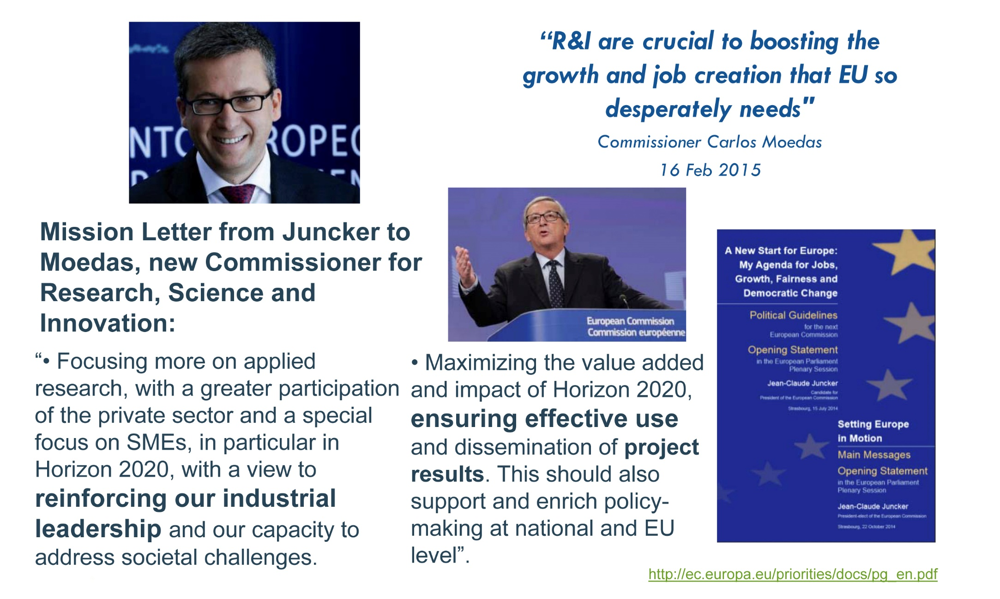 “R&I are crucial to boosting the
growth and job creation that EU so
desperately needs"
Commissioner Carlos Moedas
16 Feb 2015
Mission Letter from Juncker to
Moedas, new Commissioner for
Research, Science and
Innovation:
“• Focusing more on applied
research, with a greater participation
of the private sector and a special
focus on SMEs, in particular in
Horizon 2020, with a view to
reinforcing our industrial
leadership and our capacity to
address societal challenges.
European Commission
Commission européenne
• Maximizing the value added
and impact of Horizon 2020,
ensuring effective use
and dissemination of project
results. This should also
support and enrich policy-
making at national and EU
level”.
A New Start for Europe:
My Agenda for Jobs,
Growth, Fairness and
Democratic Change
Political Guidelines
for the next
European Commission
Opening Statement
in the European Parliament
Plenary Session
Jean-Claude Juncker
Candidate for
President of the European Commission
Strasbourg, 15 July 2014
Setting Europe
in Motion
Main Messages
Opening Statement
in the European Parliament
Plenary Session
Jean-Claude Juncker
President-elect of the European Commission
Strasbourg, 22 October 2014
http://ec.europa.eu/priorities/docs/pg_en.pdf